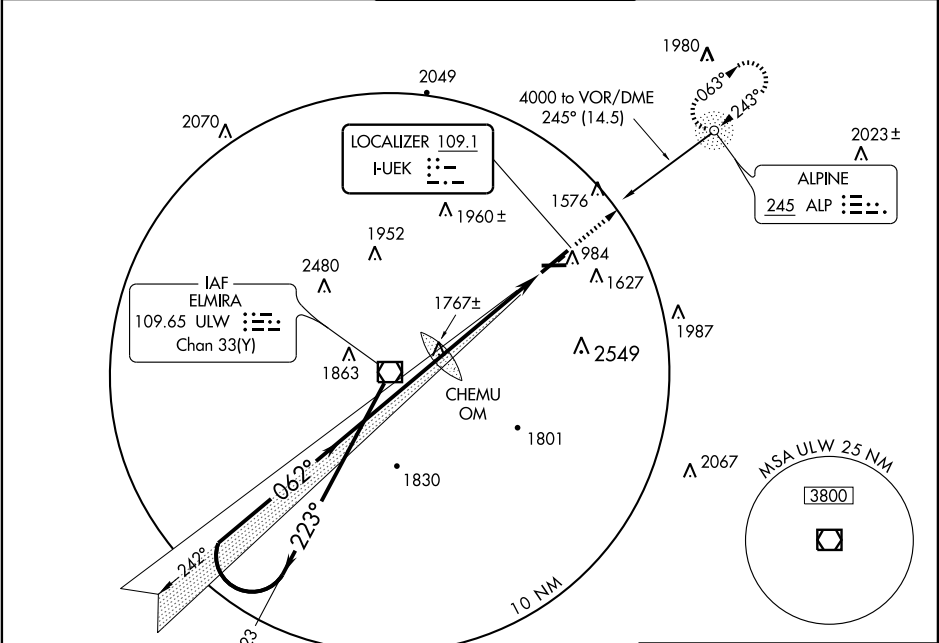 1980
063°
243°
2049
4000 to VOR/DME
245° (14.5)
2070
2023 ±
LOCALIZER 109.1
I-UEK
ALPINE
245 ALP
1576
1960 ±
1952
984
2480
1627
IAF
ELMIRA
109.65 ULW
Chan 33(Y)
1767±
1987
1863
2549
CHEMU
OM
1801
1830
2067
MSA ULW 25 NM
3800
062°
223°
242°
10 NM